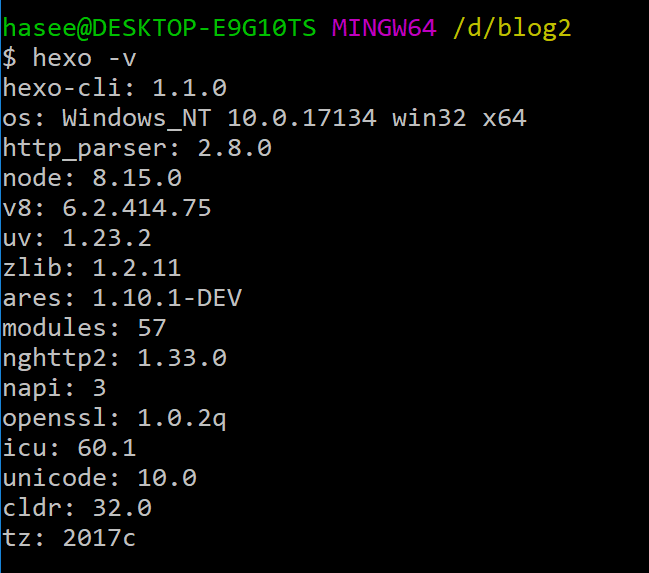 hasee@DESKTOP-E9G10TS MINGW64 /d/blog2
$ hexo -v
hexo-cli: 1.1.0
os: Windows_NT 10.0.17134 win32 x64
http_parser: 2.8.0
node: 8.15.0
v8: 6.2.414.75
uv: 1.23.2
zlib: 1.2.11
ares: 1.10.1-DEV
modules: 57
nghttp2: 1.33.0
napi: 3
openssl: 1.0.2q
icu: 60.1
unicode: 10.0
cldr: 32.0
tz: 2017c